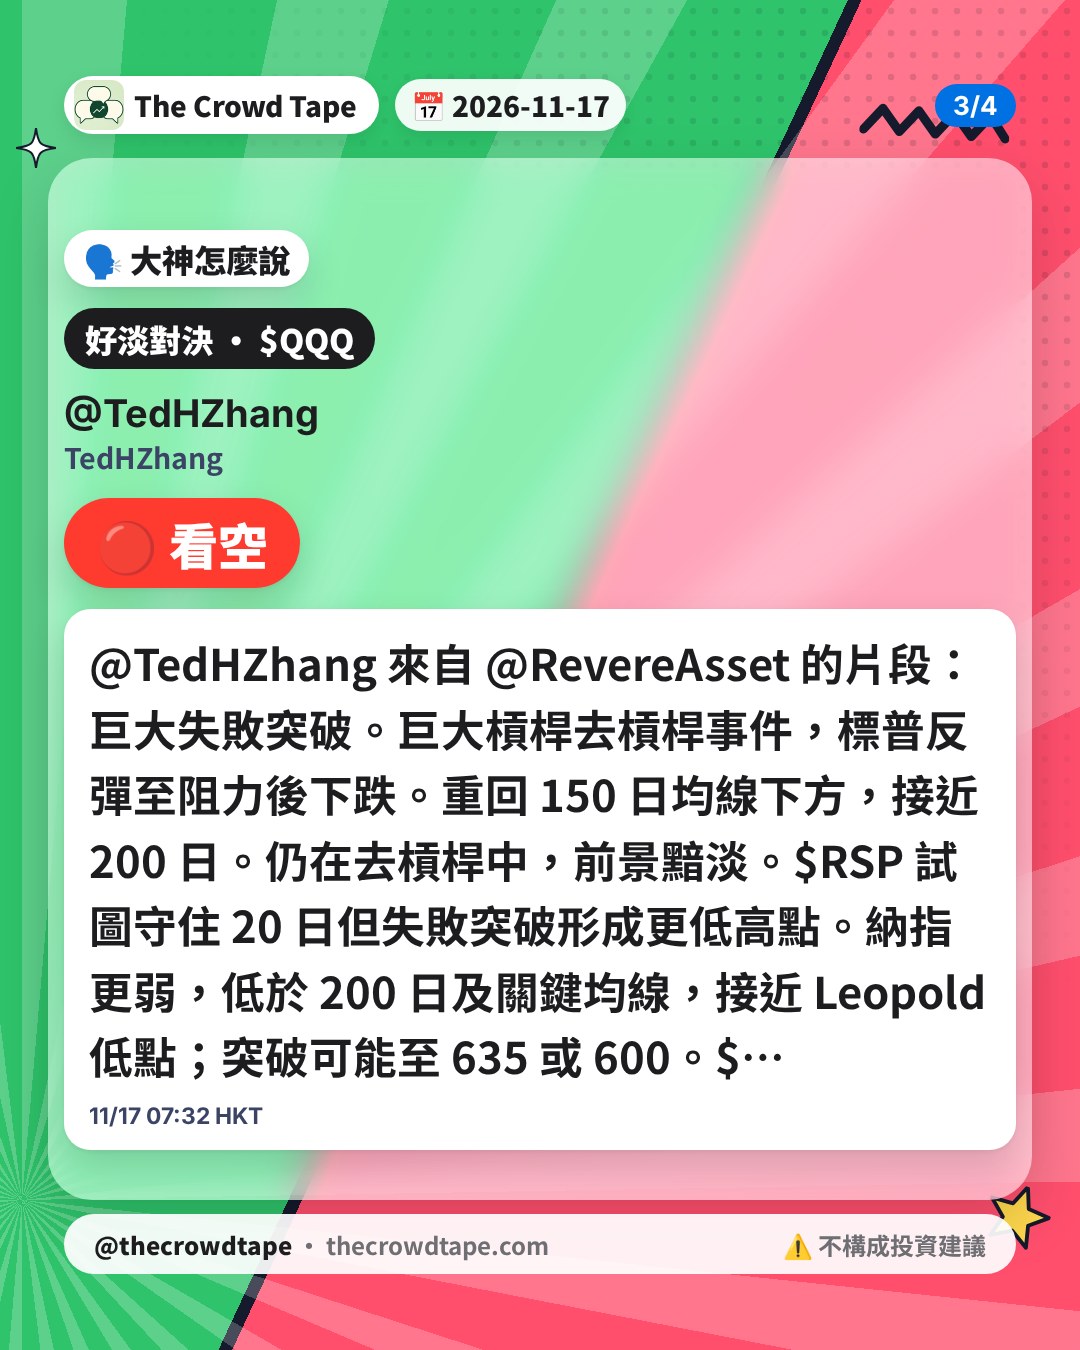 The Crowd Tape
July
17
2026-11-17
3/4
大神怎麼說
好淡對決 · $QQQ
@TedHZhang
TedHZhang
看空
@TedHZhang 來自 @RevereAsset 的片段：
巨大失敗突破。巨大槓桿去槓桿事件，標普反
彈至阻力後下跌。重回 150 日均線下方，接近
200 日。仍在去槓桿中，前景黯淡。$RSP 試
圖守住 20 日但失敗突破形成更低高點。納指
更弱，低於 200 日及關鍵均線，接近 Leopold
低點；突破可能至 635 或 600。$⋯
11/17 07:32 HKT
@thecrowdtape · thecrowdtape.com
不構成投資建議